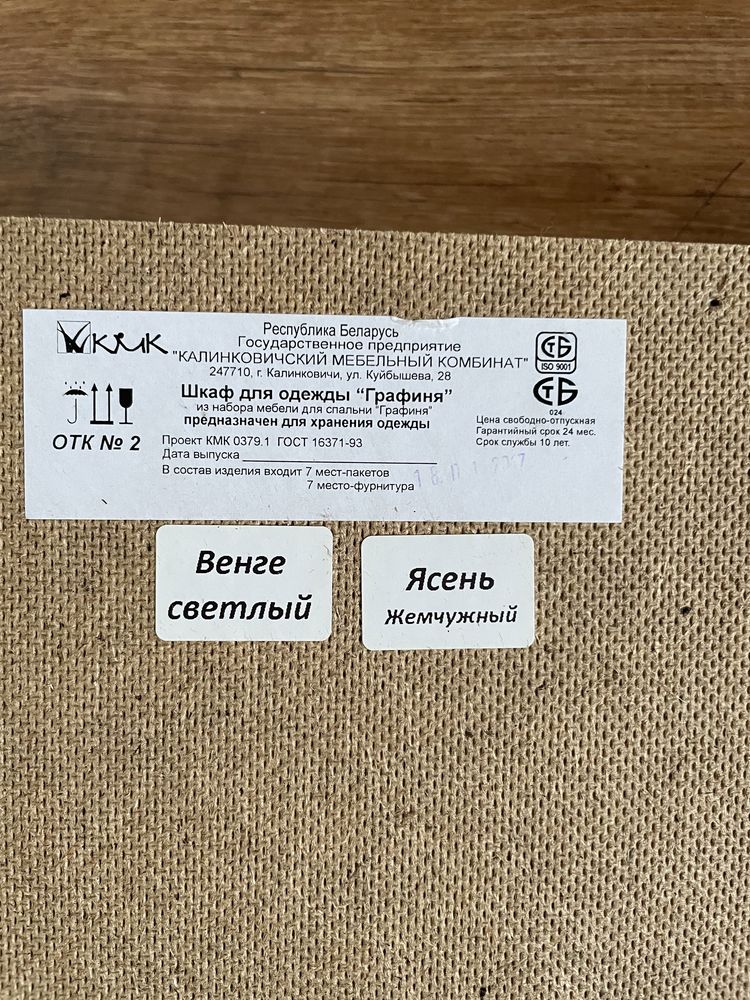 КМК
Республика Беларусь
Государственное предприятие
"КАЛИНКОВИЧСКИЙ МЕБЕЛЬНЫЙ КОМБИНАТ"
247710, г. Калинковичи, ул. Куйбышева, 28
Шкаф для одежды “Графиня”
из набора мебели для спальни "Графиня"
предназначен для хранения одежды
ОТК № 2
Проект КМК 0379.1 ГОСТ 16371-93
Дата выпуска
В состав изделия входит 7 мест-пакетов
7 место-фурнитура
СТБ
ISO 9001
СТБ
024
Цена свободно-отпускная
Гарантийный срок 24 мес.
Срок службы 10 лет.
Венге
светлый
Ясень
Жемчужный